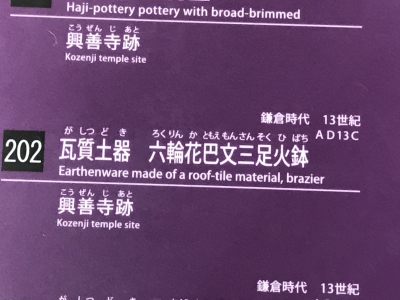 Haji-pottery pottery with broad-brimmed
こうぜんじあと
興善寺跡
Kozenji temple site
鎌倉時代 13世紀
AD13C
がしつどき ろくりんかともえもんさんそくひばち
202 瓦質土器 六輪花巴文三足火鉢
Earthenware made of a roof-tile material, brazier
こうぜんじあと
興善寺跡
Kozenji temple site
鎌倉時代 13世紀